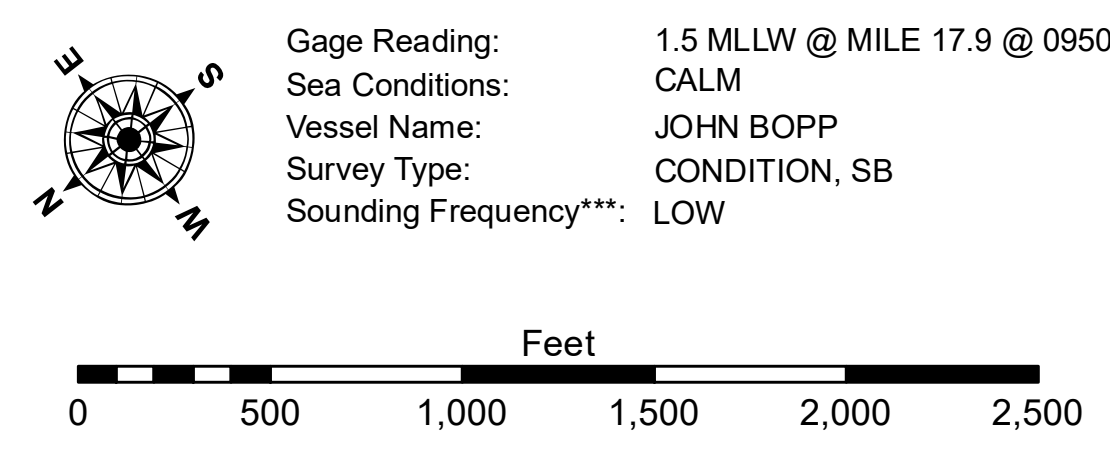 E S
N W
Gage Reading: 1.5 MLLW @ MILE 17.9 @ 0950
Sea Conditions: CALM
Vessel Name: JOHN BOPP
Survey Type: CONDITION, SB
Sounding Frequency***: LOW
Feet
0 500 1,000 1,500 2,000 2,500